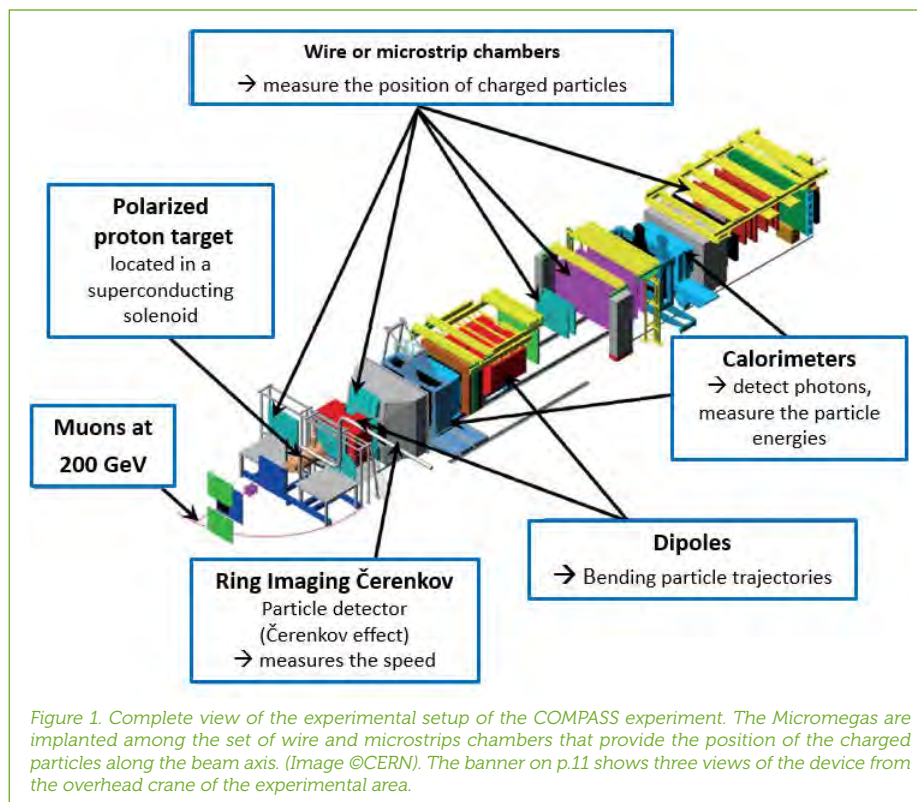 Wire or microstrip chambers
→ measure the position of charged particles
Polarized
proton target
located in a
superconducting
solenoid
Muons at
200 GeV
Calorimeters
→ detect photons,
measure the particle
energies
Dipoles
→ Bending particle trajectories
Ring Imaging Čerenkov
Particle detector
(Čerenkov effect)
→ measures the speed
Figure 1. Complete view of the experimental setup of the COMPASS experiment. The Micromegas are
implanted among the set of wire and microstrips chambers that provide the position of the charged
particles along the beam axis. (Image ©CERN). The banner on p.11 shows three views of the device from
the overhead crane of the experimental area.